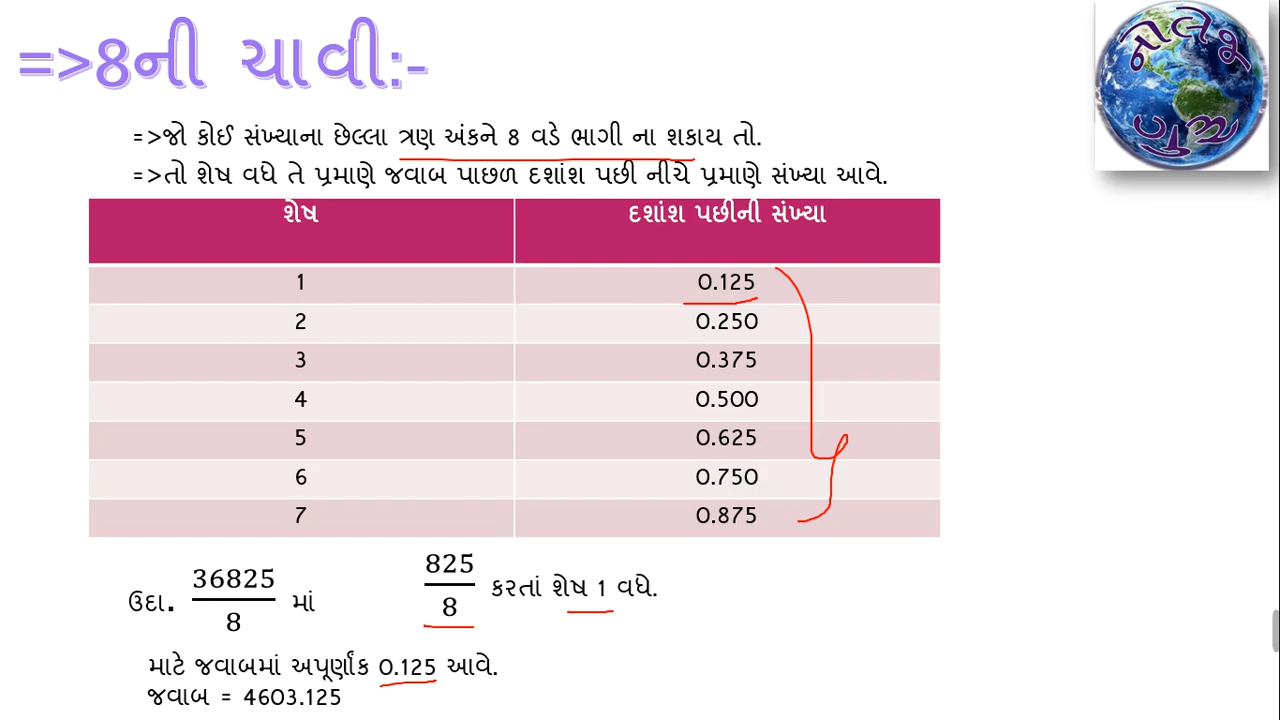 =>8ની ચાવી:-
નોલેજ
ગુરુ
=>જો કોઈ સંખ્યાના છેલ્લા ત્રણ અંકને 8 વડે ભાગી ના શકાય તો.
=>તો શેષ વધે તે પ્રમાણે જવાબ પાછળ દશાંશ પછી નીચે પ્રમાણે સંખ્યા આવે.
શેષ દશાંશ પછીની સંખ્યા
1 0.125
2 0.250
3 0.375
4 0.500
5 0.625
6 0.750
7 0.875
ઉદા. 36825/8 માં 825/8 કરતાં શેષ 1 વધે.
માટે જવાબમાં અપૂર્ણાંક 0.125 આવે.
જવાબ = 4603.125